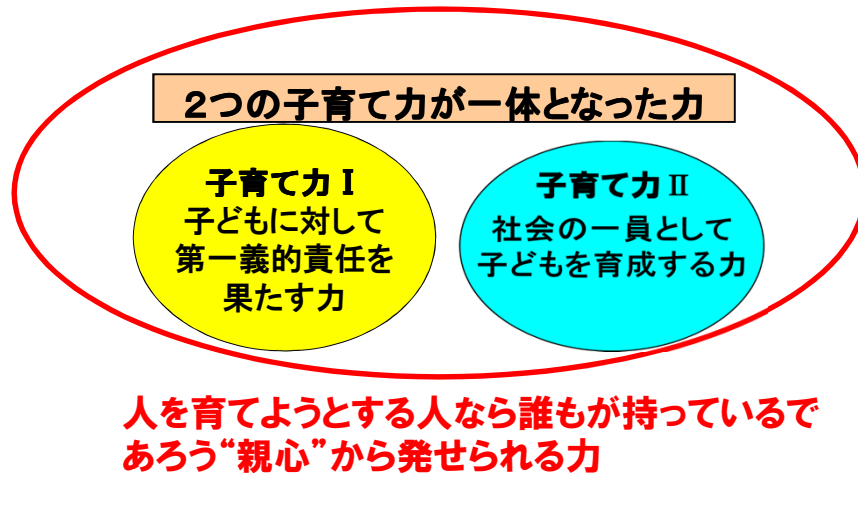 ２つの子育て力が一体となった力
子育て力Ⅰ
子どもに対して
第一義的責任を
果たす力
子育て力Ⅱ
社会の一員として
子どもを育成する力
人を育てようとする人なら誰もが持っているで
あろう“親心”から発せられる力